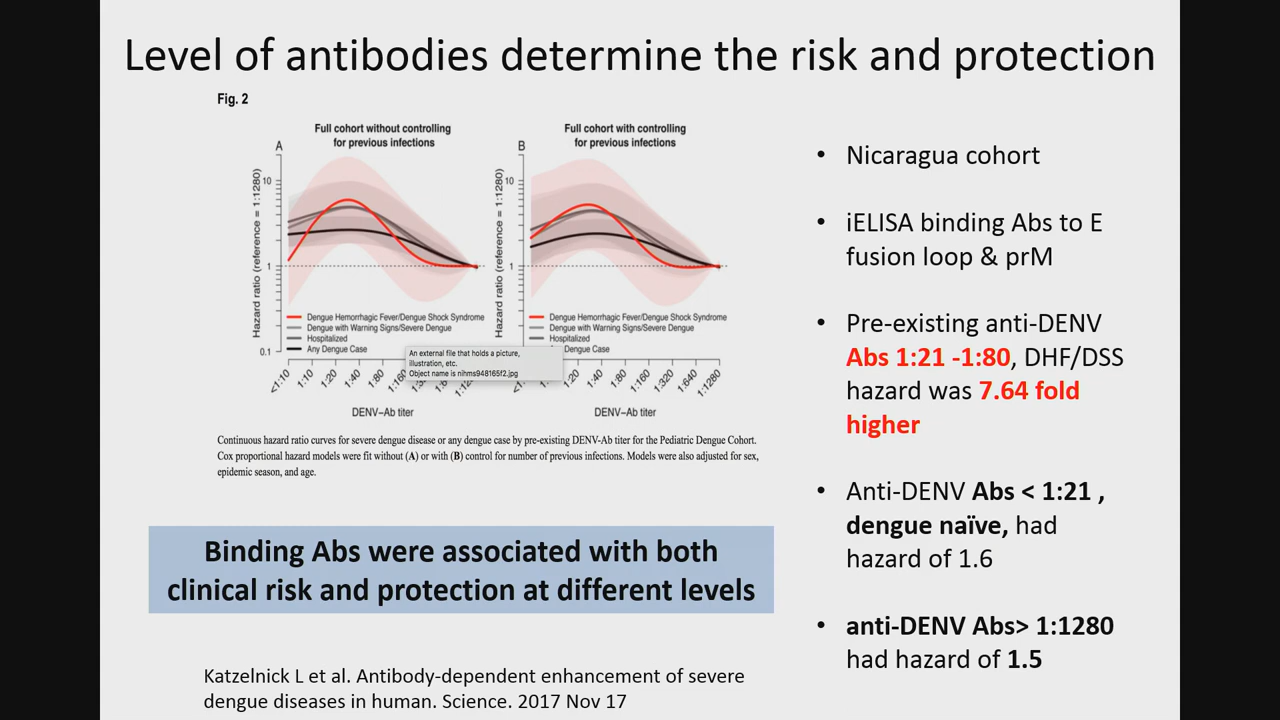 Level of antibodies determine the risk and protection
Fig. 2
Full cohort without controlling
for previous infections
A
Hazard ratio (reference = 1:1280)
10
1
0.1
Dengue Hemorrhagic Fever/Dengue Shock Syndrome
Dengue with Warning Signs/Severe Dengue
Hospitalized
Any Dengue Case
<1:10
1:10
1:20
1:40
1:80
DENV–Ab titer
Full cohort with controlling
for previous infections
B
Hazard ratio (reference = 1:1280)
10
1
Dengue Hemorrhagic Fever/Dengue Shock Syndrome
Dengue with Warning Signs/Severe Dengue
Hospitalized
Dengue Case
1:20
1:40
1:80
1:160
1:320
1:640
1:1280
DENV–Ab titer
An external file that holds a picture,
illustration, etc.
Object name is nihms948165f2.jpg
Continuous hazard ratio curves for severe dengue disease or any dengue case by pre-existing DENV-Ab titer for the Pediatric Dengue Cohort.
Cox proportional hazard models were fit without (A) or with (B) control for number of previous infections. Models were also adjusted for sex,
epidemic season, and age.
Binding Abs were associated with both
clinical risk and protection at different levels
Katzelnick L et al. Antibody-dependent enhancement of severe
dengue diseases in human. Science. 2017 Nov 17
• Nicaragua cohort
• iELISA binding Abs to E
fusion loop & prM
• Pre-existing anti-DENV
Abs 1:21 -1:80, DHF/DSS
hazard was 7.64 fold
higher
• Anti-DENV Abs < 1:21 ,
dengue naïve, had
hazard of 1.6
• anti-DENV Abs> 1:1280
had hazard of 1.5